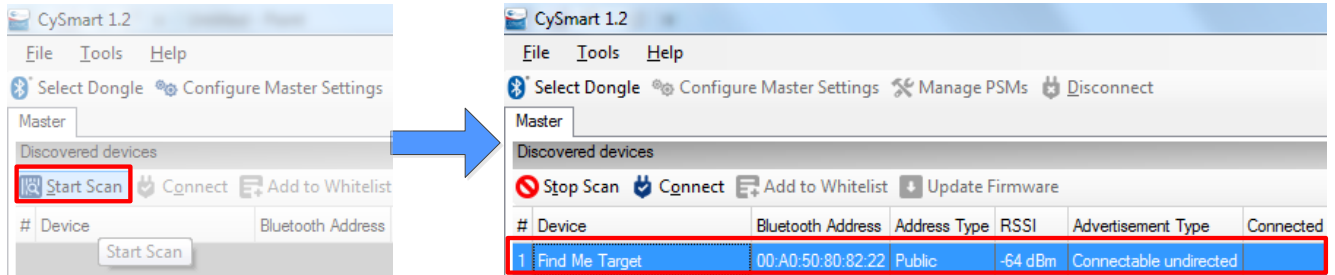 CySmart 1.2
File Tools Help
Select Dongle Configure Master Settings
Master
Discovered devices
Start Scan Connect Add to Whitelist
# Device Bluetooth Address
Start Scan
CySmart 1.2
File Tools Help
Select Dongle Configure Master Settings Manage PSMs Disconnect
Master
Discovered devices
Stop Scan Connect Add to Whitelist Update Firmware
# Device Bluetooth Address Address Type RSSI Advertisement Type Connected
1 Find Me Target 00:A0:50:80:82:22 Public -64 dBm Connectable undirected